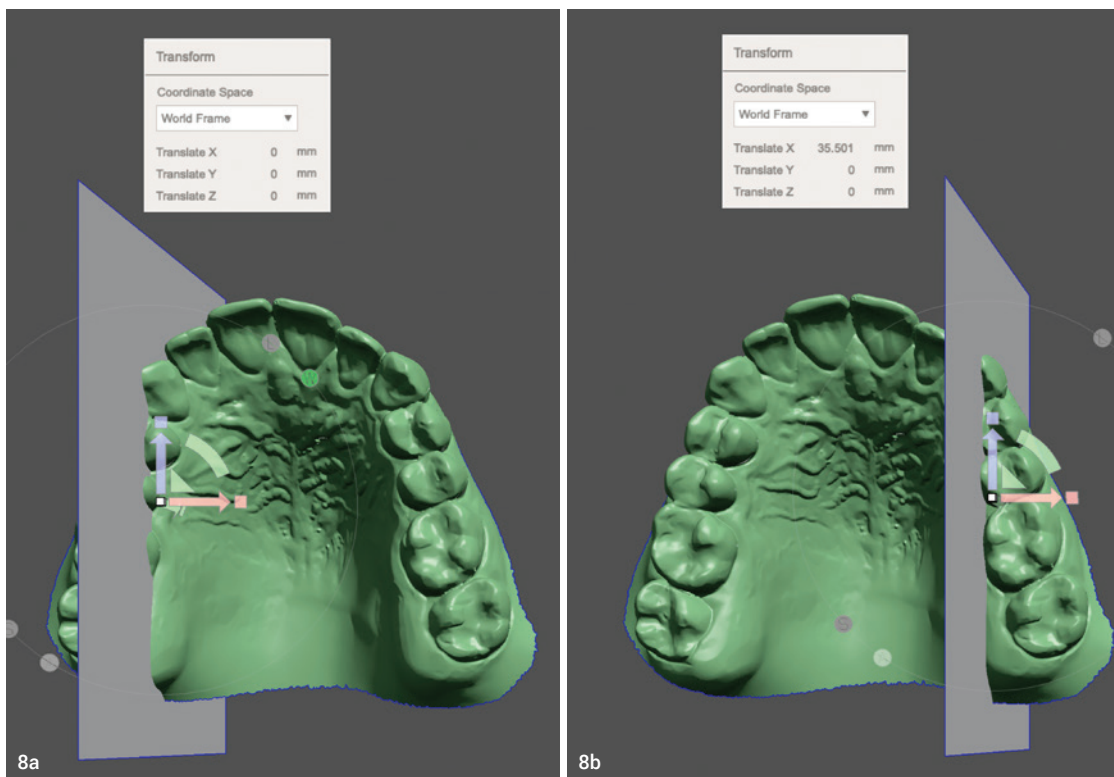 Transform
Coordinate Space
World Frame
Translate X 0 mm
Translate Y 0 mm
Translate Z 0 mm
8a
Transform
Coordinate Space
World Frame
Translate X 35.501 mm
Translate Y 0 mm
Translate Z 0 mm
8b